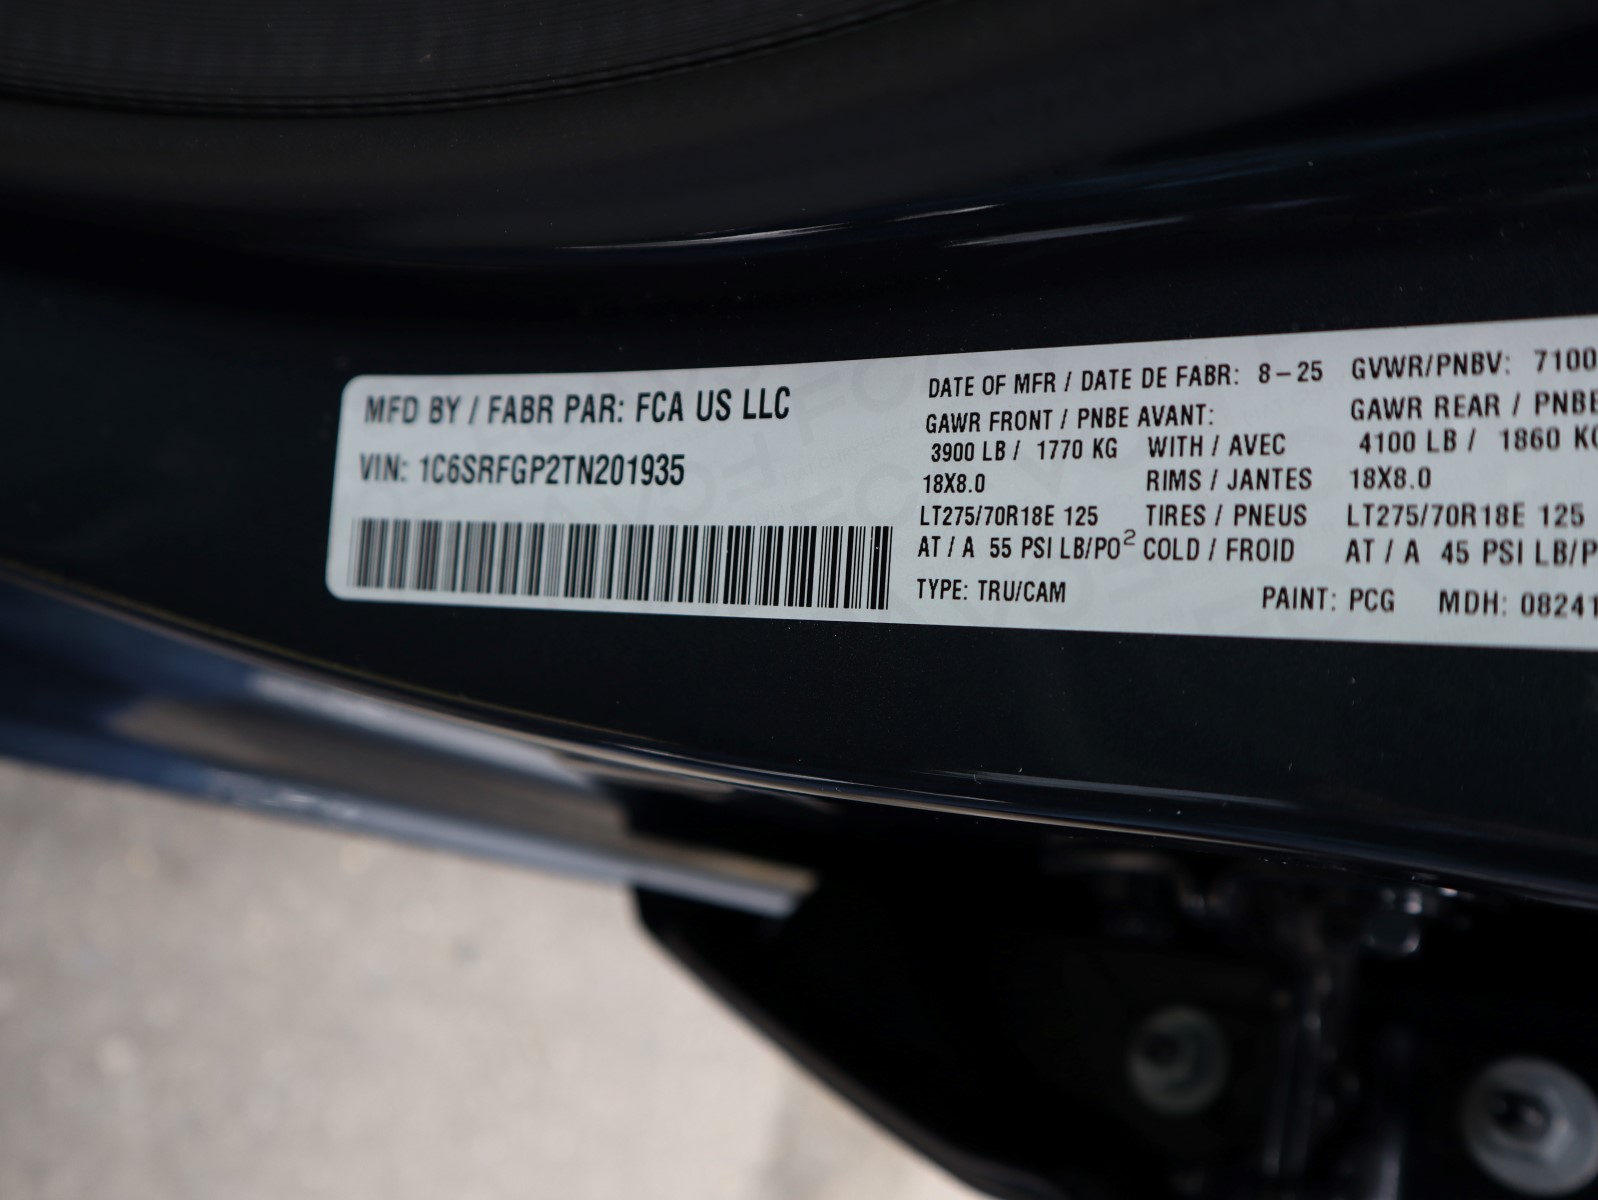 MFD BY / FABR PAR: FCA US LLC
VIN: 1C6SRFGP2TN201935
DATE OF MFR / DATE DE FABR: 8-25 GVWR/PNBV: 7100
GAWR FRONT / PNBE AVANT: GAWR REAR / PNBE
3900 LB / 1770 KG WITH / AVEC 4100 LB / 1860 KG
18X8.0 RIMS / JANTES 18X8.0
LT275/70R18E 125 TIRES / PNEUS LT275/70R18E 125
AT / A 55 PSI LB/PO² COLD / FROID AT / A 45 PSI LB/P
TYPE: TRU/CAM PAINT: PCG MDH: 08241